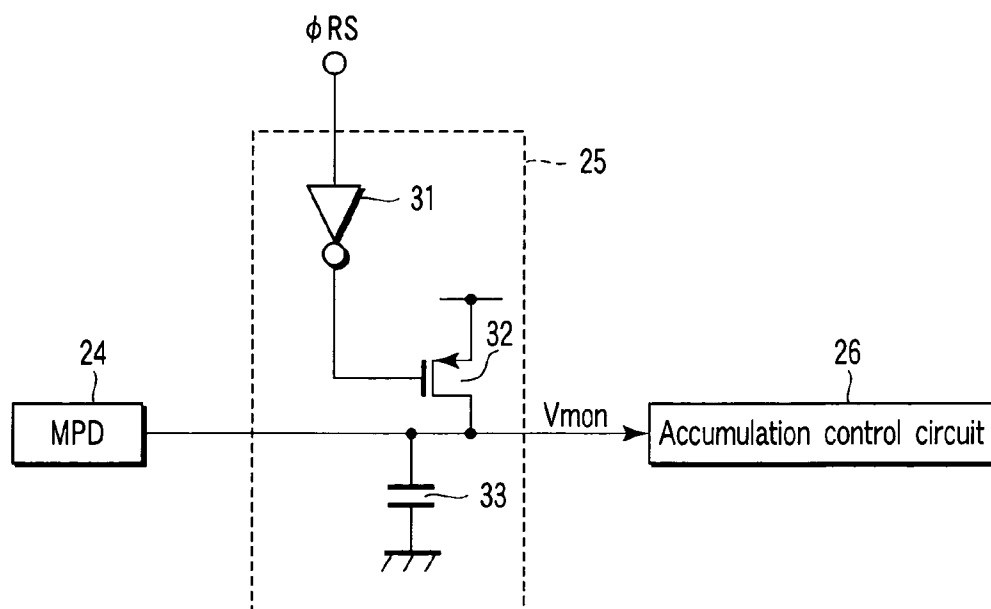 φRS
25
31
32
24
26
MPD
Vmon
Accumulation control circuit
33